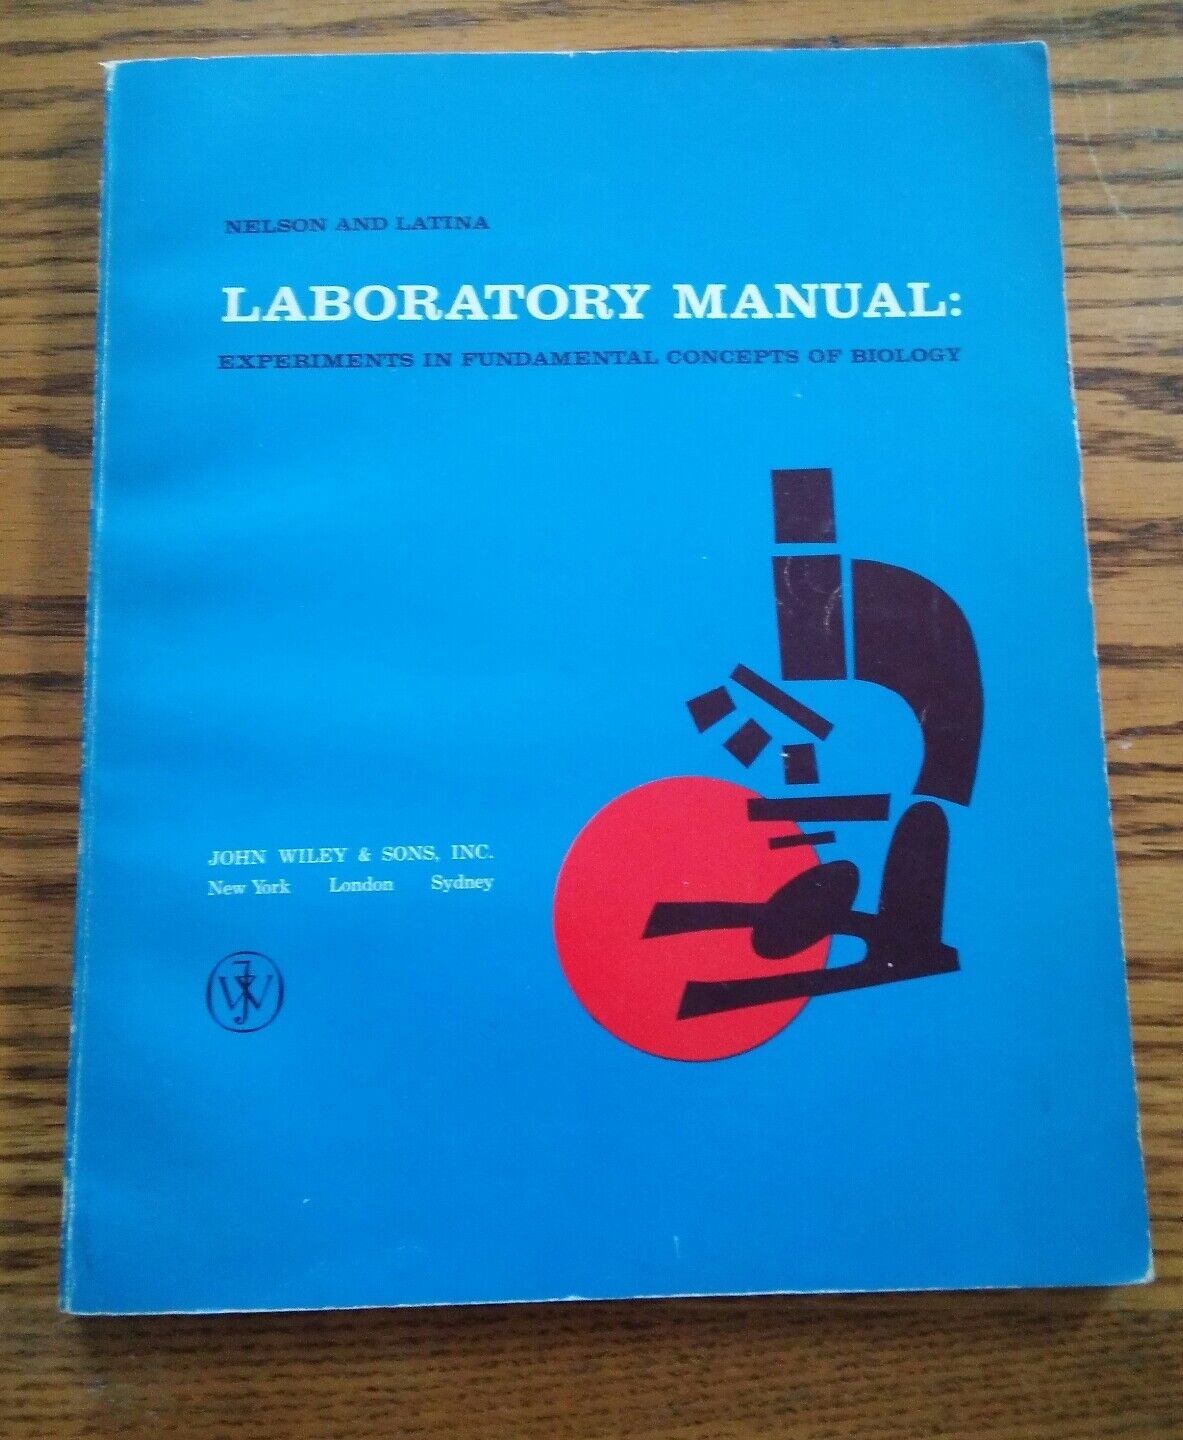 NELSON AND LATINA
LABORATORY MANUAL:
EXPERIMENTS IN FUNDAMENTAL CONCEPTS OF BIOLOGY
JOHN WILEY & SONS, INC.
New York London Sydney
JW